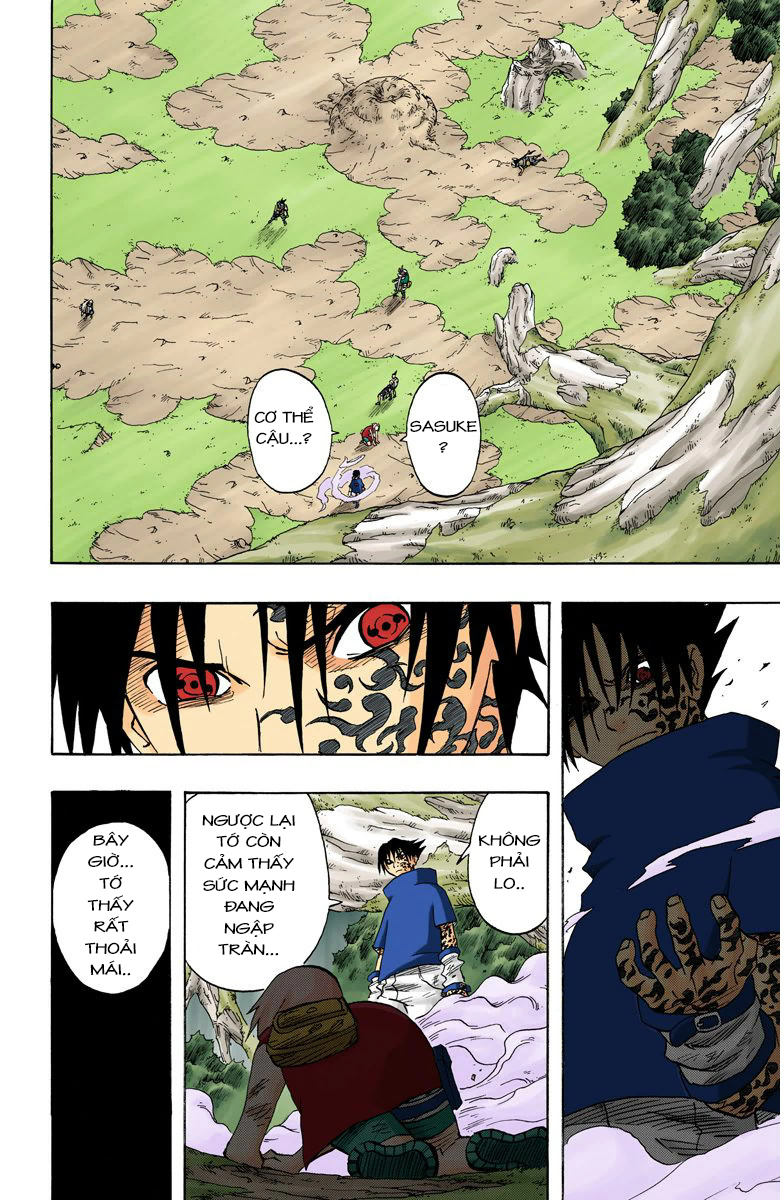 SASUKE
?
CƠ THỂ
CẬU...?
KHÔNG
PHẢI
LO..
NGƯỢC LẠI
TỚ CÒN
CẢM THẤY
SỨC MẠNH
ĐANG
NGẬP
TRÀN...
BÂY
GIỜ...
TỚ
THẤY
RẤT
THOẢI
MÁI..